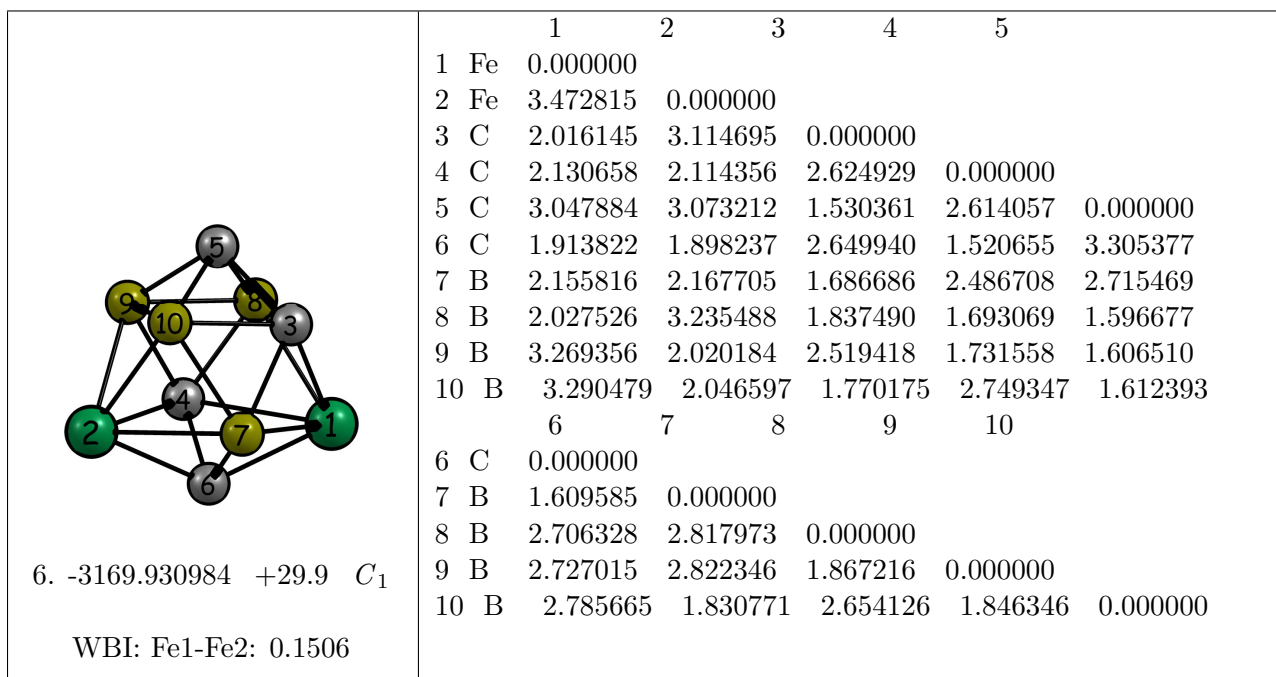 5
9
8
10
3
4
2
7
1
6
6. -3169.930984 +29.9 C1
WBI: Fe1-Fe2: 0.1506
1 2 3 4 5
1 Fe 0.000000
2 Fe 3.472815 0.000000
3 C 2.016145 3.114695 0.000000
4 C 2.130658 2.114356 2.624929 0.000000
5 C 3.047884 3.073212 1.530361 2.614057 0.000000
6 C 1.913822 1.898237 2.649940 1.520655 3.305377
7 B 2.155816 2.167705 1.686686 2.486708 2.715469
8 B 2.027526 3.235488 1.837490 1.693069 1.596677
9 B 3.269356 2.020184 2.519418 1.731558 1.606510
10 B 3.290479 2.046597 1.770175 2.749347 1.612393
6 7 8 9 10
6 C 0.000000
7 B 1.609585 0.000000
8 B 2.706328 2.817973 0.000000
9 B 2.727015 2.822346 1.867216 0.000000
10 B 2.785665 1.830771 2.654126 1.846346 0.000000